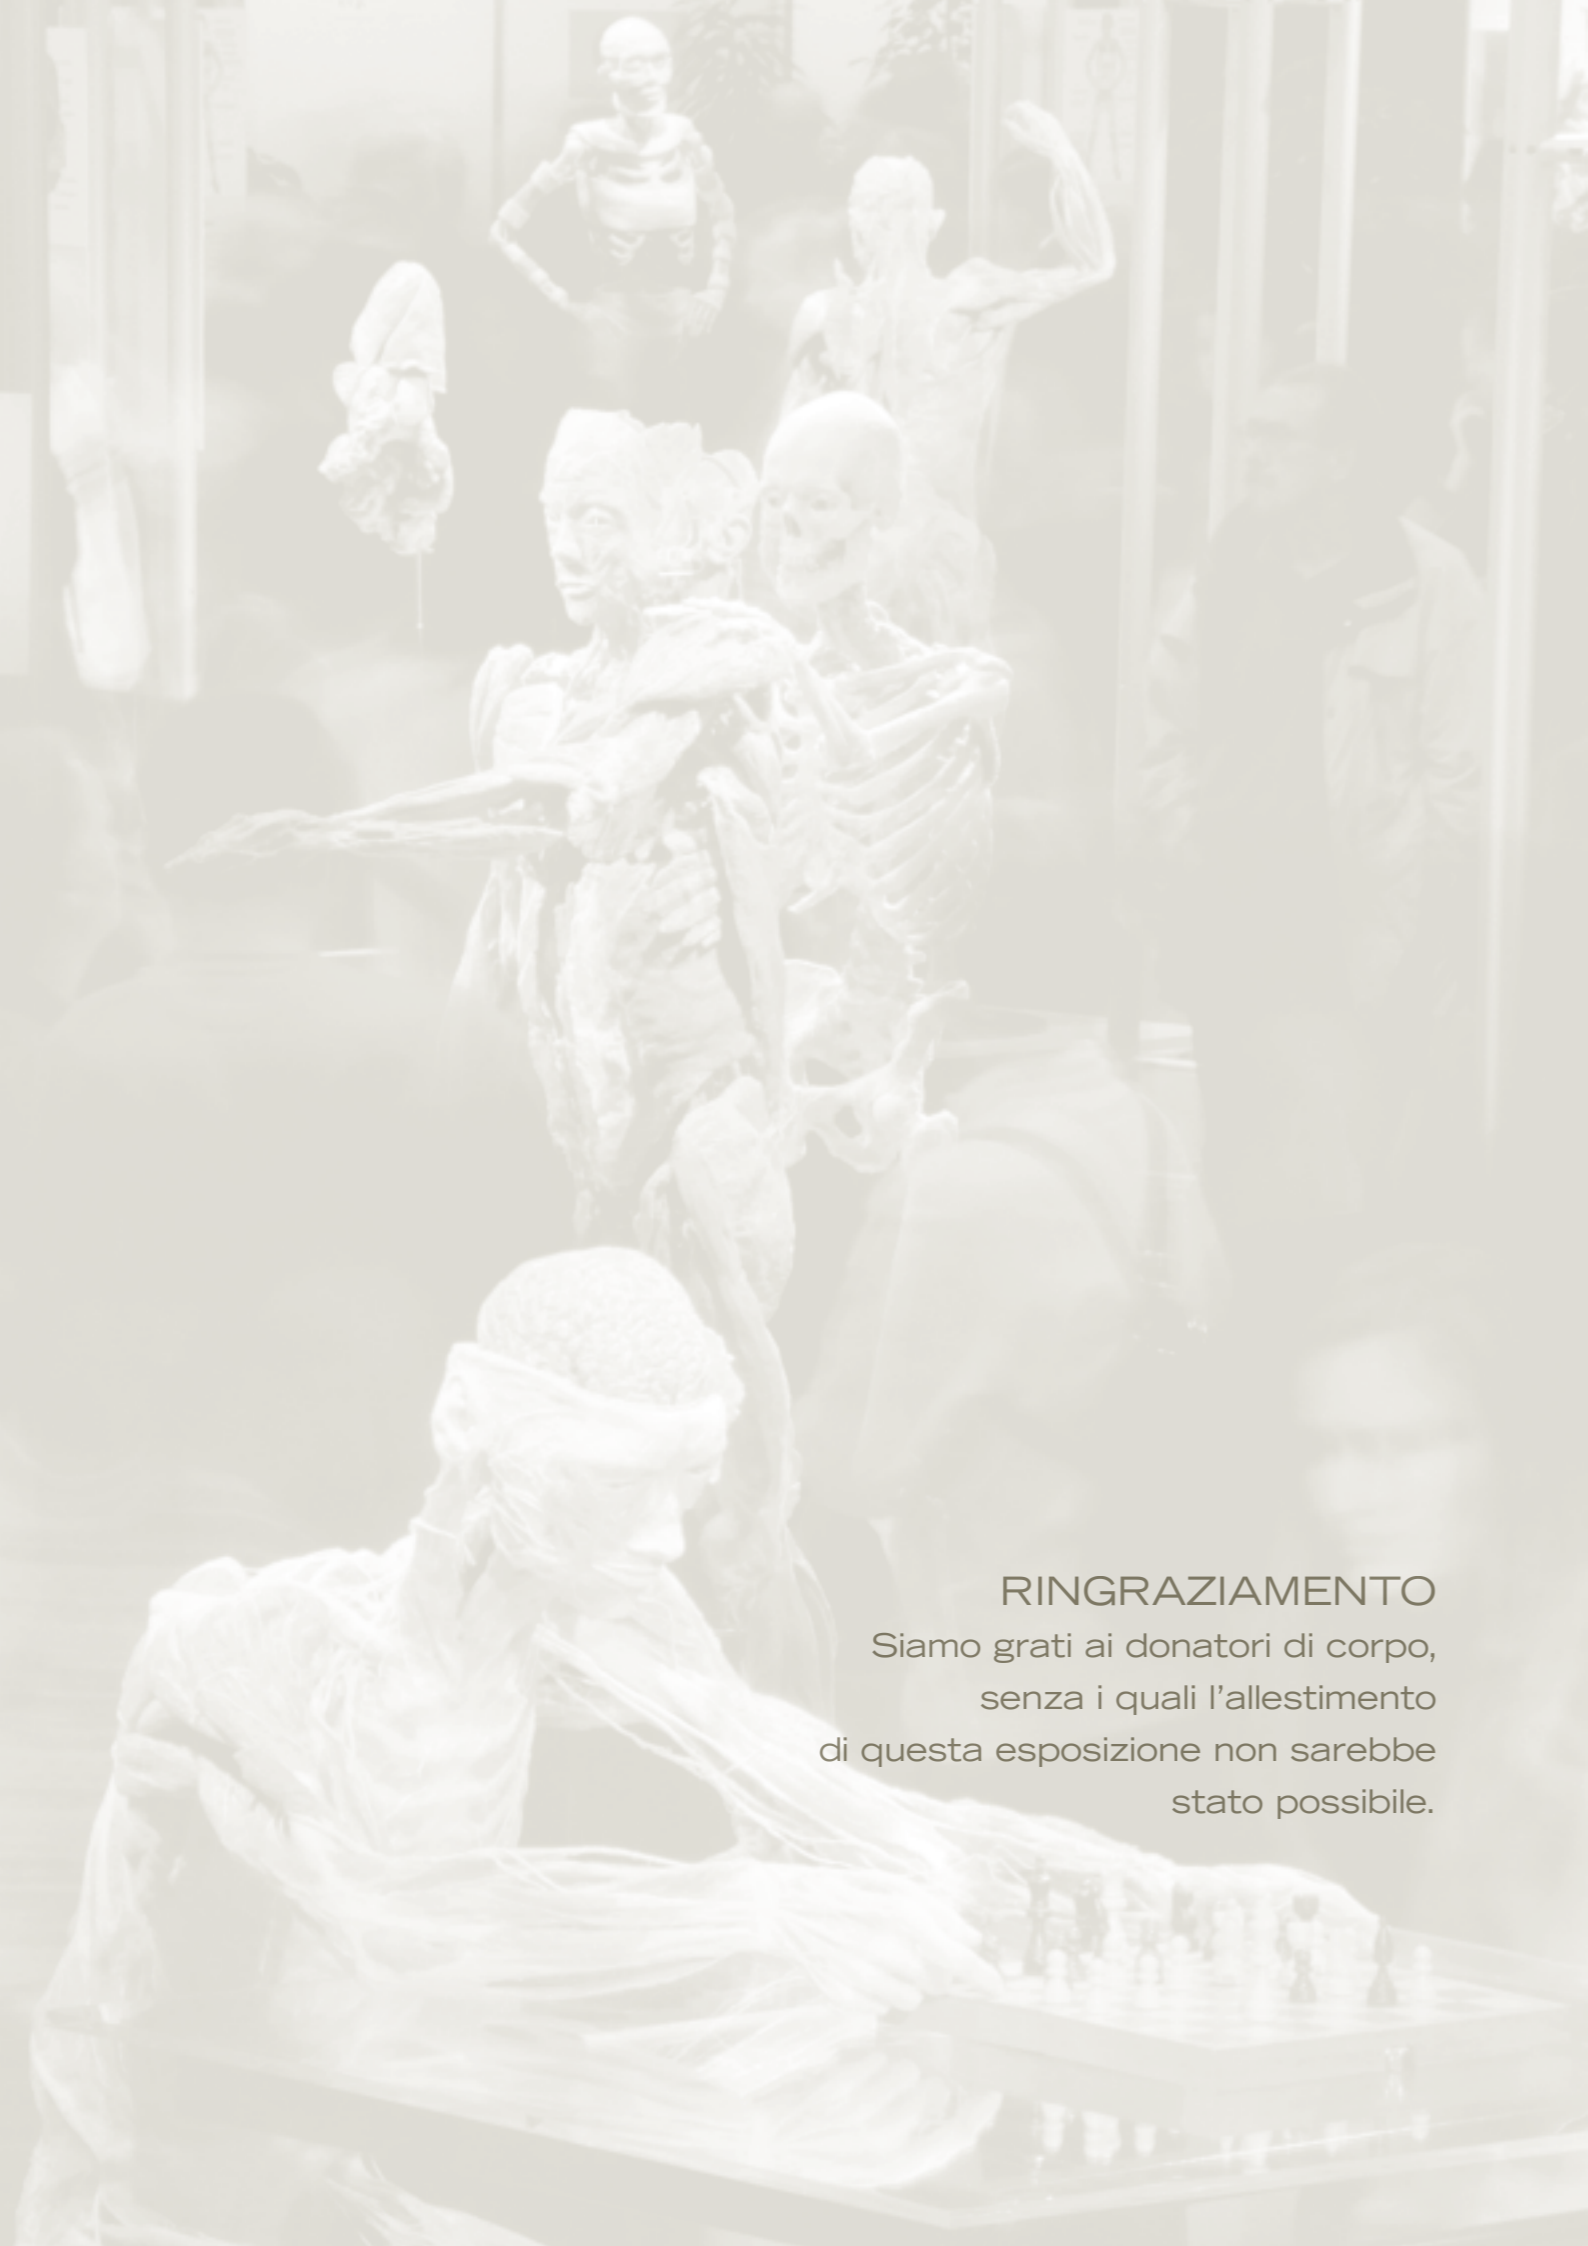 RINGRAZIAMENTO
Siamo grati ai donatori di corpo,
senza i quali l’allestimento
di questa esposizione non sarebbe
stato possibile.